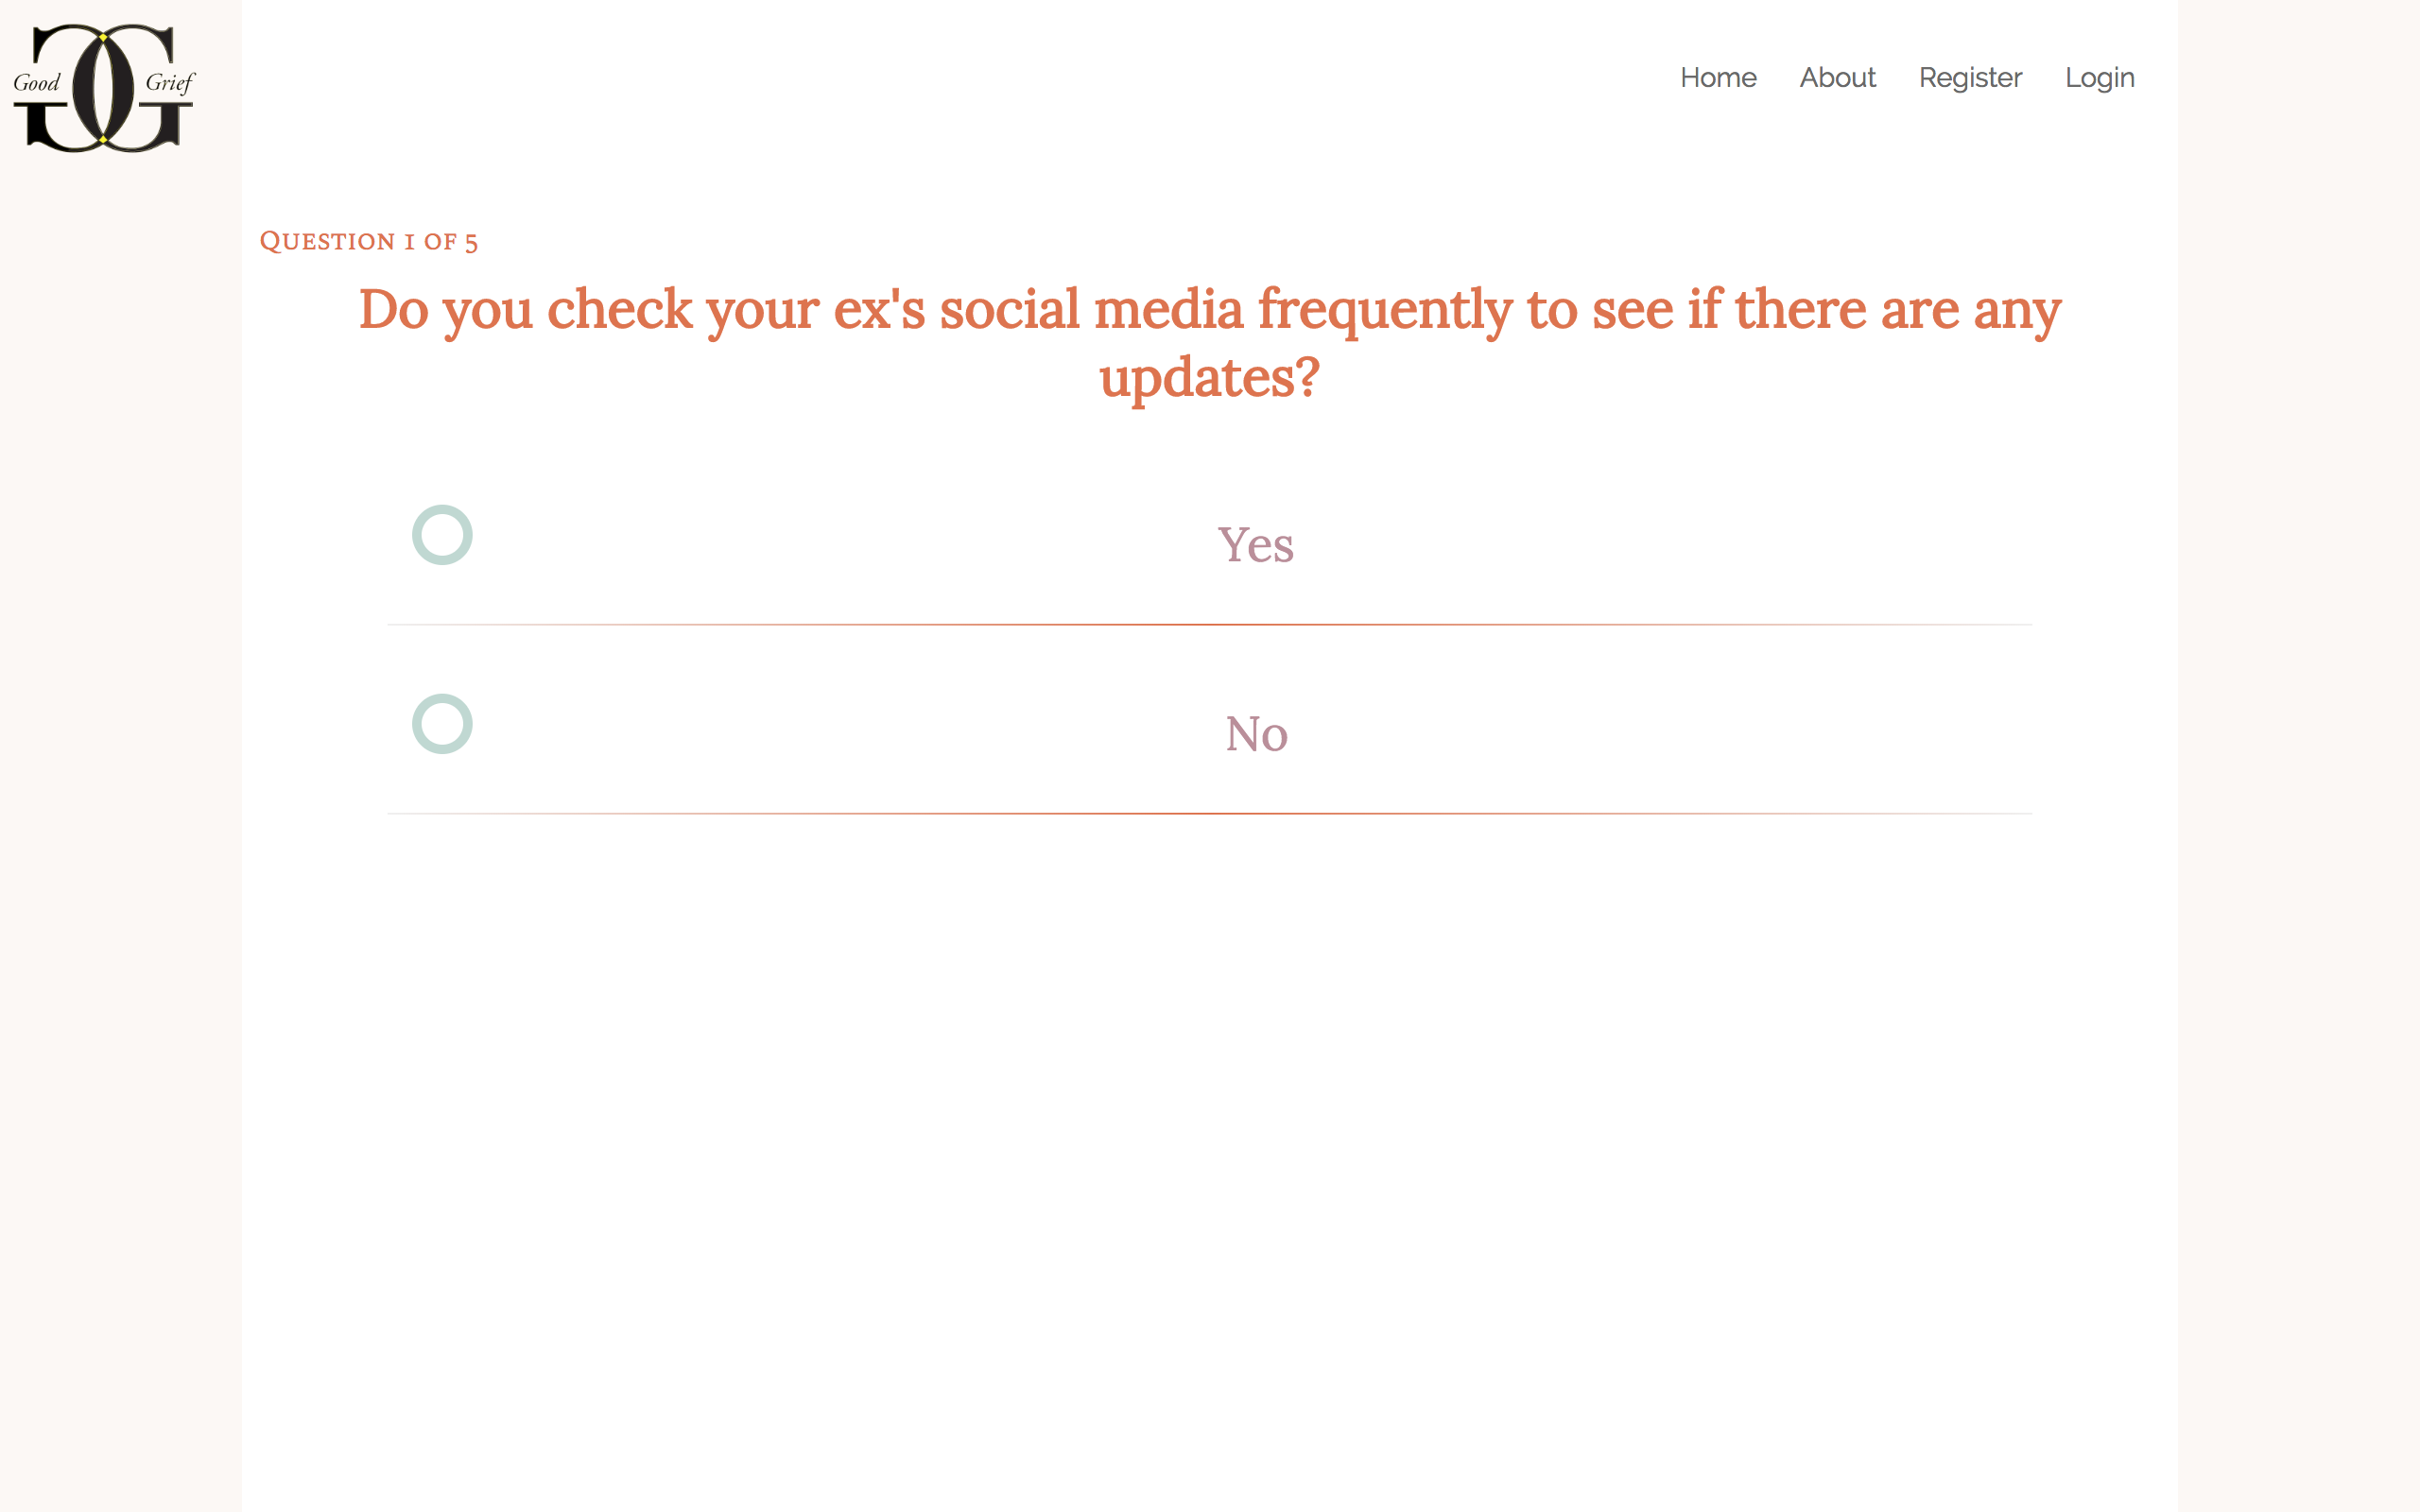 Good Grief
Home About Register Login
Question 1 of 5
Do you check your ex's social media frequently to see if there are any
updates?
Yes
No